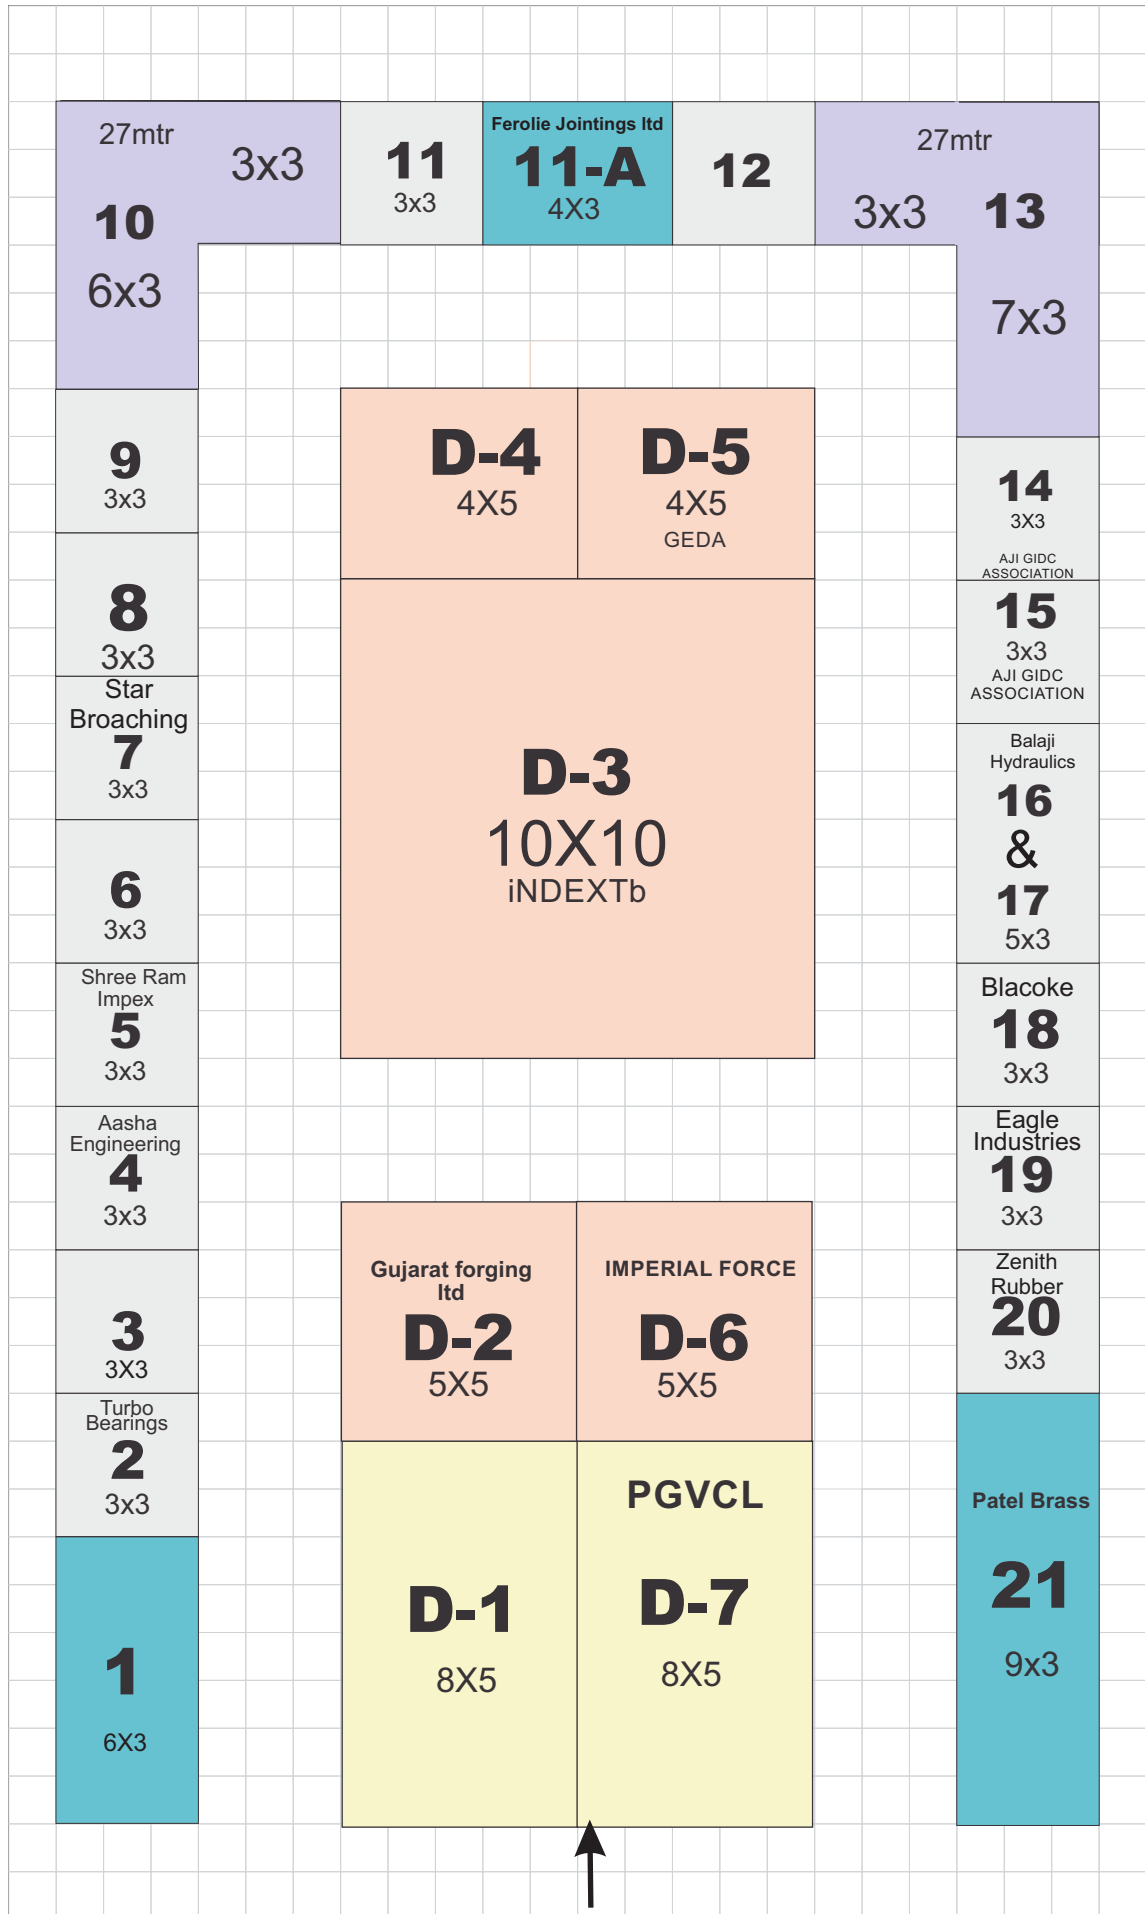 27mtr
3x3
10
6x3
11
3x3
Ferolie Jointings ltd
11-A
4X3
12
27mtr
3x3
13
7x3
9
3x3
8
3x3
Star
Broaching
7
3x3
6
3x3
Shree Ram
Impex
5
3x3
Aasha
Engineering
4
3x3
3
3X3
Turbo
Bearings
2
3x3
1
6X3
D-4
4X5
D-5
4X5
GEDA
D-3
10X10
iNDEXTb
Gujarat forging
ltd
D-2
5X5
IMPERIAL FORCE
D-6
5X5
D-1
8X5
PGVCL
D-7
8X5
14
3X3
AJI GIDC
ASSOCIATION
15
3x3
AJI GIDC
ASSOCIATION
Balaji
Hydraulics
16
&
17
5x3
Blacoke
18
3x3
Eagle
Industries
19
3x3
Zenith
Rubber
20
3x3
Patel Brass
21
9x3